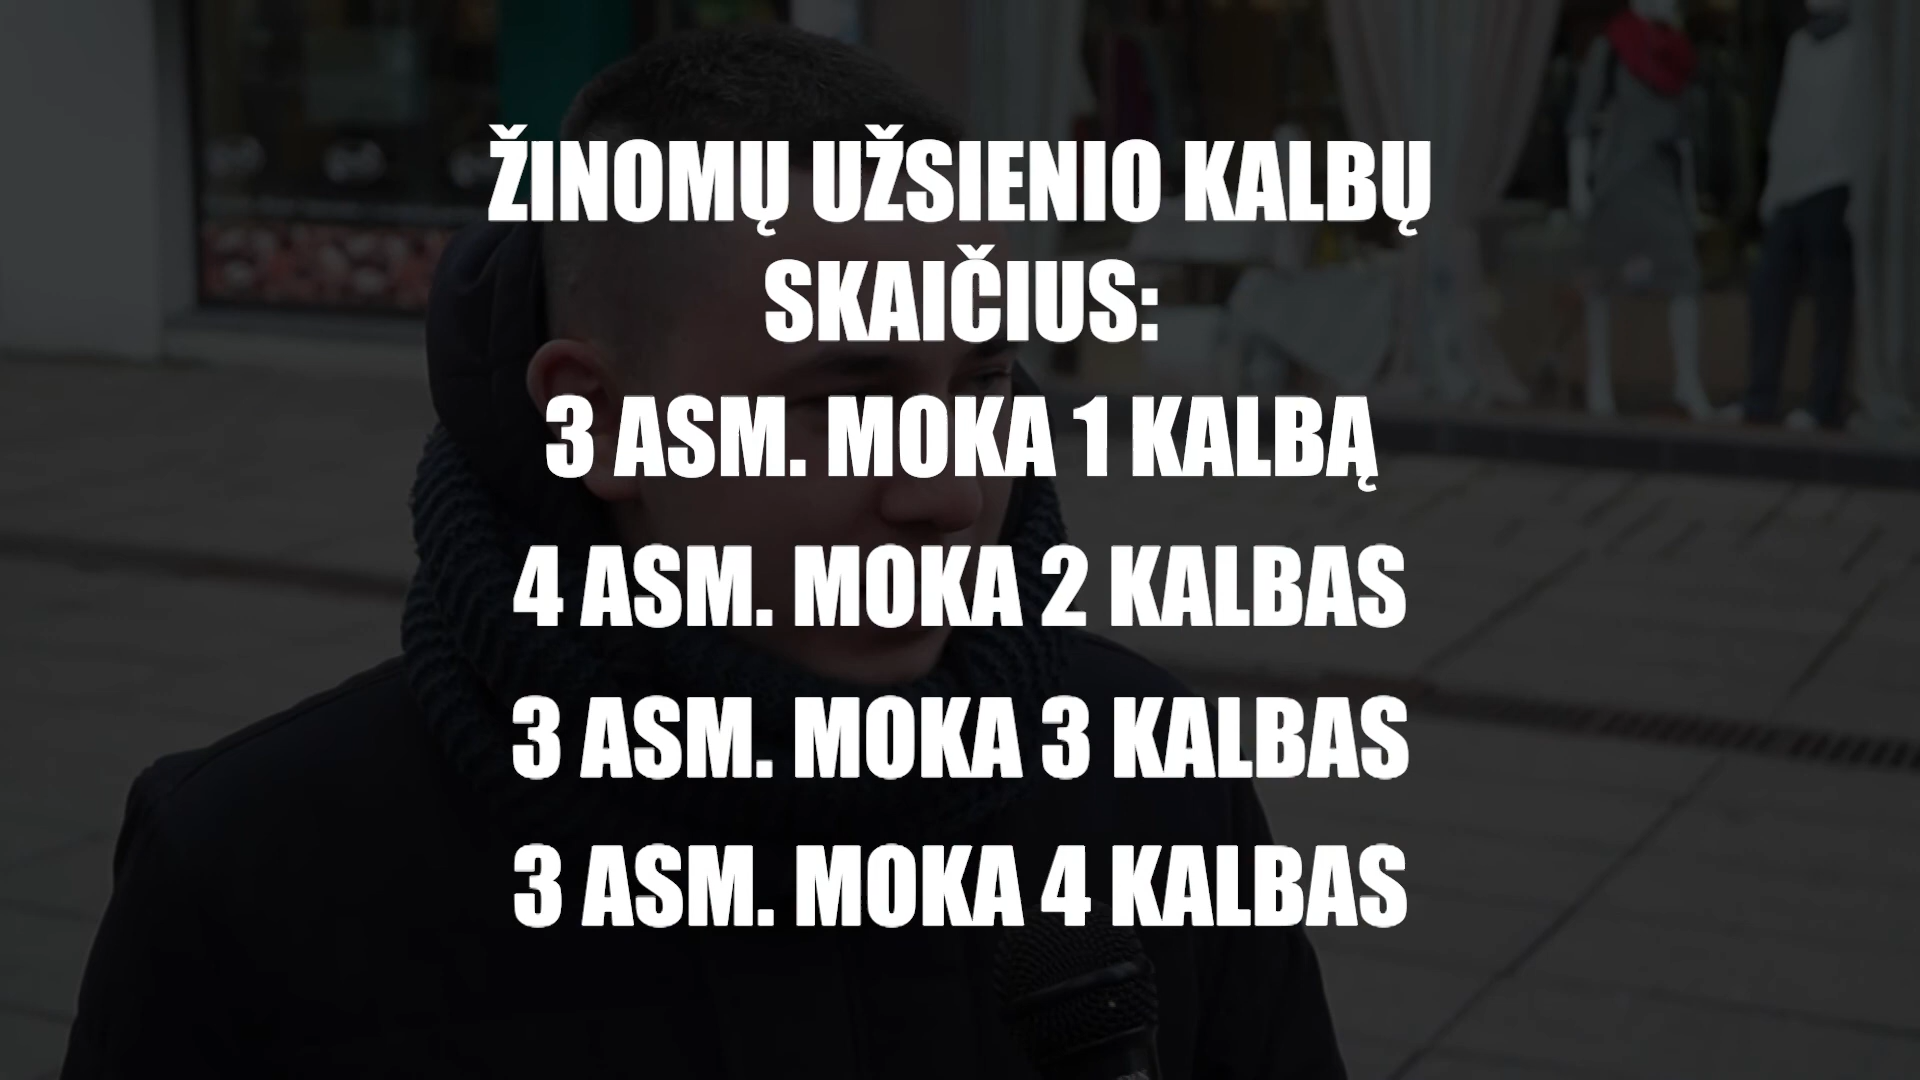 ŽINOMŲ UŽSIENIO KALBŲ
SKAIČIUS:
3 ASM. MOKA 1 KALBĄ
4 ASM. MOKA 2 KALBAS
3 ASM. MOKA 3 KALBAS
3 ASM. MOKA 4 KALBAS